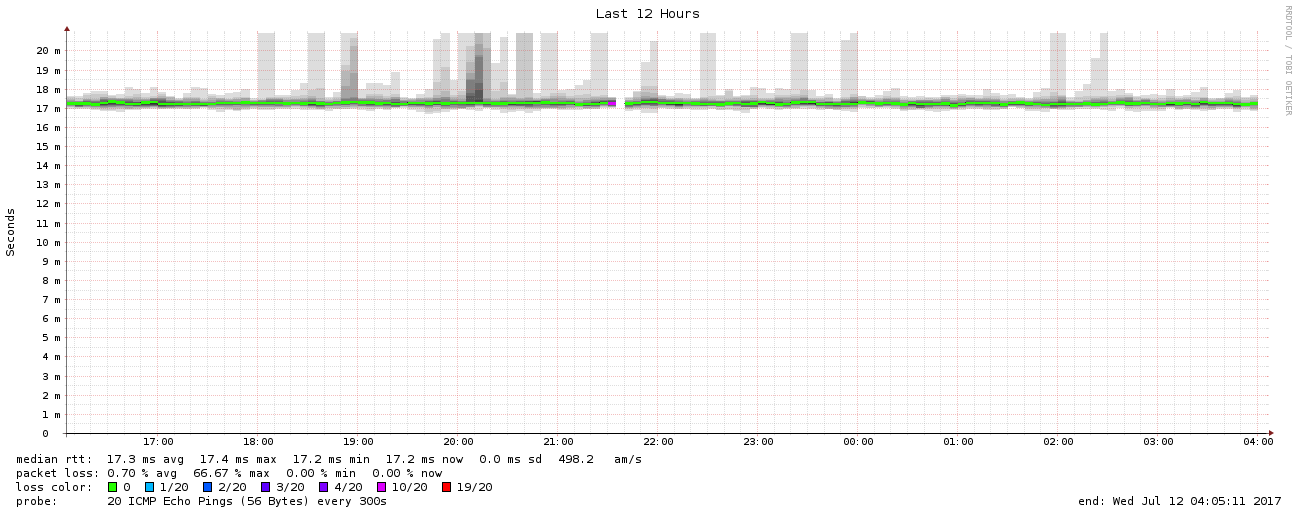 Last 12 Hours
RRDTOOL / TOBI OETIKER
Seconds
20 m
19 m
18 m
17 m
16 m
15 m
14 m
13 m
12 m
11 m
10 m
9 m
8 m
7 m
6 m
5 m
4 m
3 m
2 m
1 m
0
17:00 18:00 19:00 20:00 21:00 22:00 23:00 00:00 01:00 02:00 03:00 04:00
median rtt: 17.3 ms avg 17.4 ms max 17.2 ms min 17.2 ms now 0.0 ms sd 498.2 am/s
packet loss: 0.70 % avg 66.67 % max 0.00 % min 0.00 % now
loss color: 0 1/20 2/20 3/20 4/20 10/20 19/20
probe: 20 ICMP Echo Pings (56 Bytes) every 300s end: Wed Jul 12 04:05:11 2017